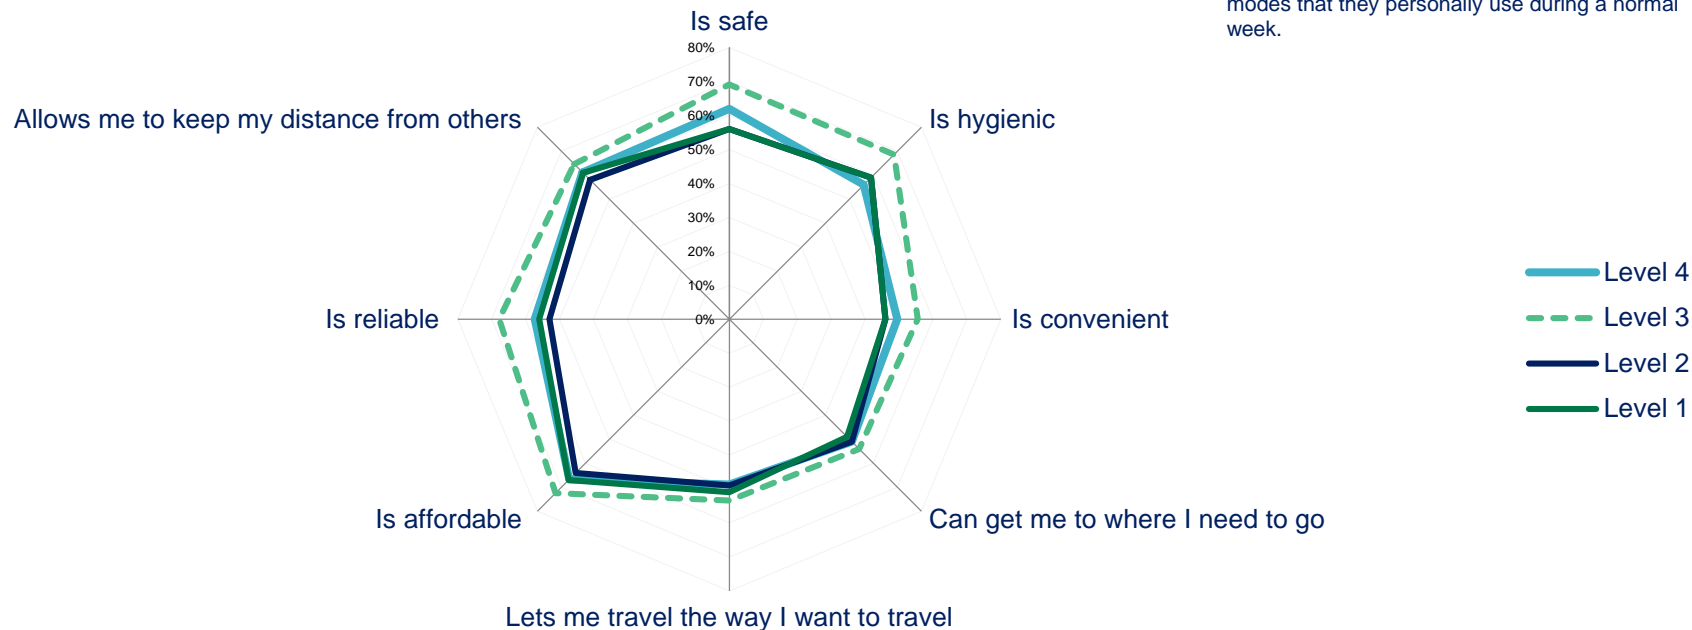 modes that they personally use during a normal
week.
Is safe
80%
70%
60%
50%
40%
30%
20%
10%
0%
Allows me to keep my distance from others
Is hygienic
Is reliable
Is convenient
Is affordable
Can get me to where I need to go
Lets me travel the way I want to travel
Level 4
Level 3
Level 2
Level 1